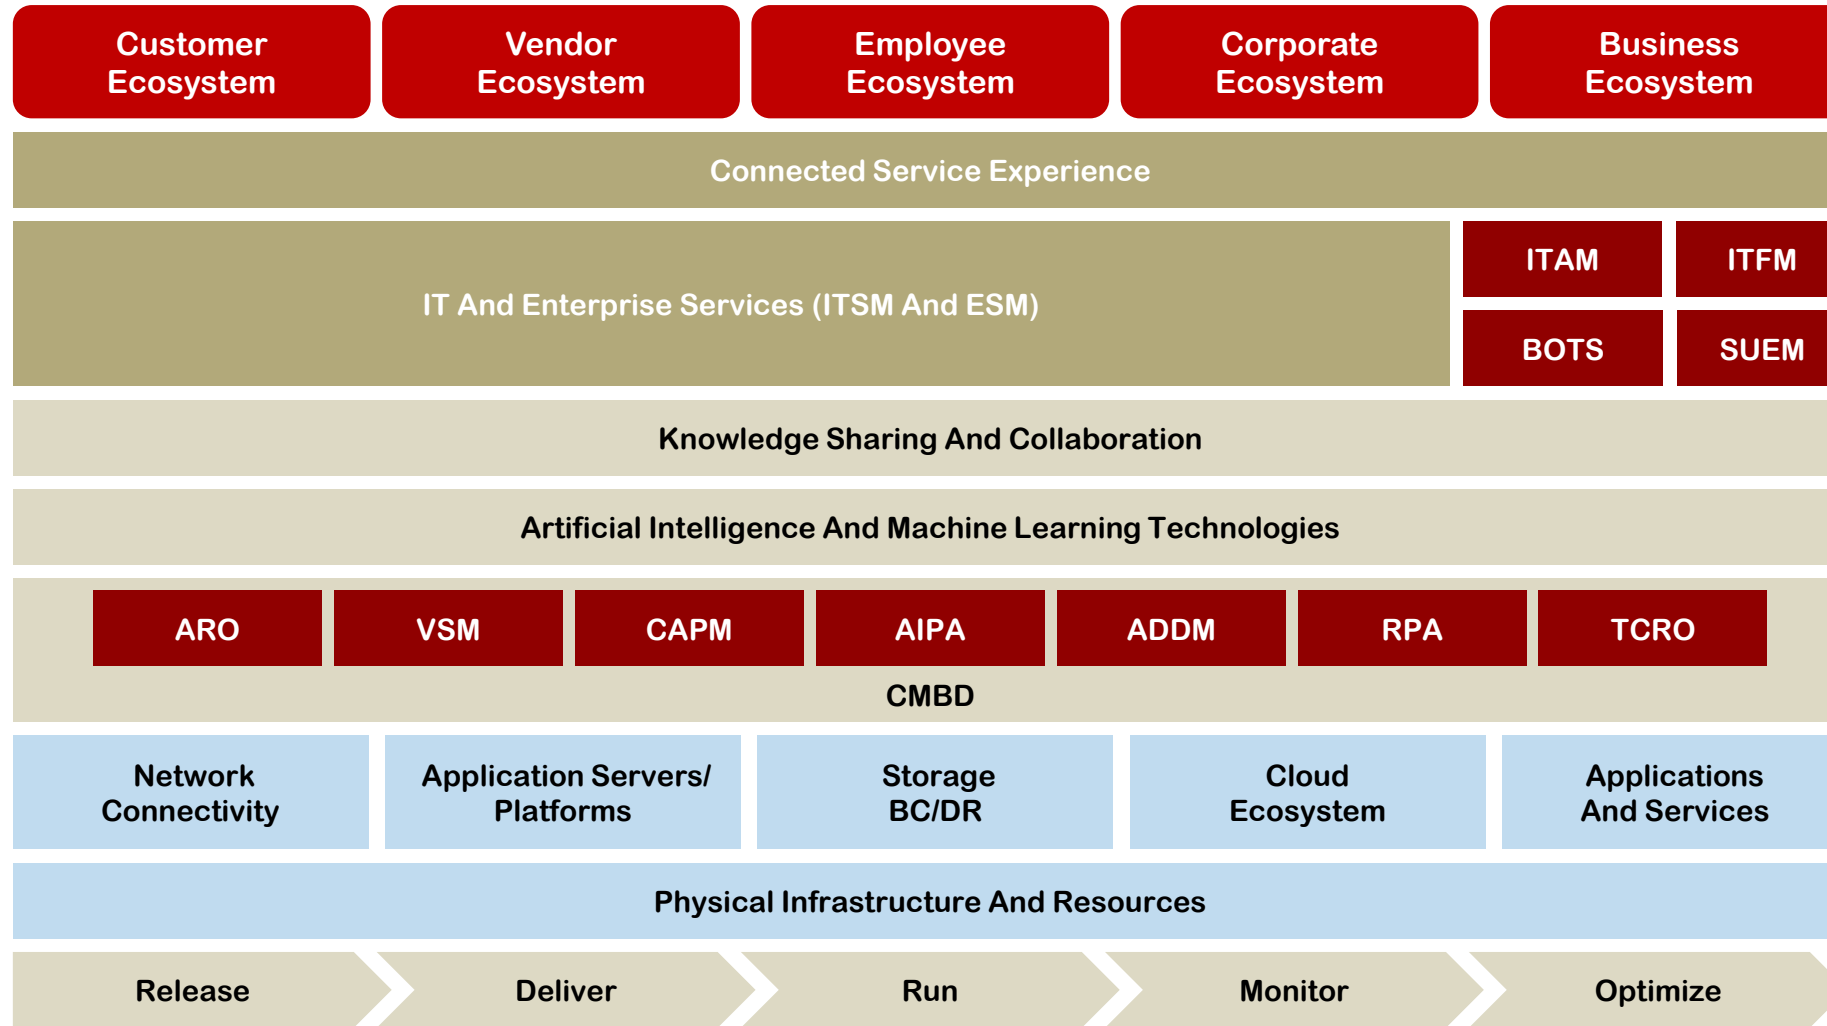 Customer
Ecosystem
Vendor
Ecosystem
Employee
Ecosystem
Corporate
Ecosystem
Business
Ecosystem
Connected Service Experience
IT And Enterprise Services (ITSM And ESM)
ITAM
ITFM
BOTS
SUEM
Knowledge Sharing And Collaboration
Artificial Intelligence And Machine Learning Technologies
ARO
VSM
CAPM
AIPA
ADDM
RPA
TCRO
CMBD
Network
Connectivity
Application Servers/
Platforms
Storage
BC/DR
Cloud
Ecosystem
Applications
And Services
Physical Infrastructure And Resources
Release
Deliver
Run
Monitor
Optimize